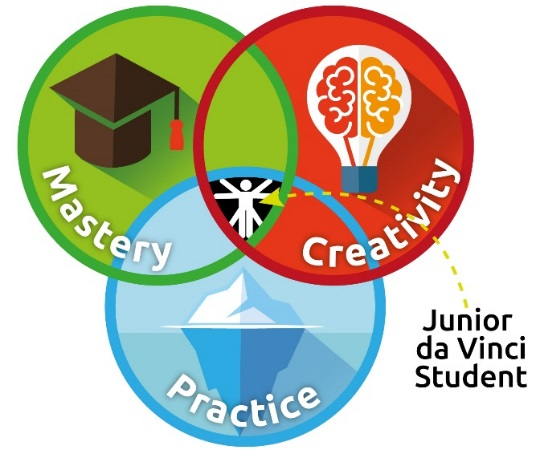 Mastery
Creativity
Practice
Junior
da Vinci
Student